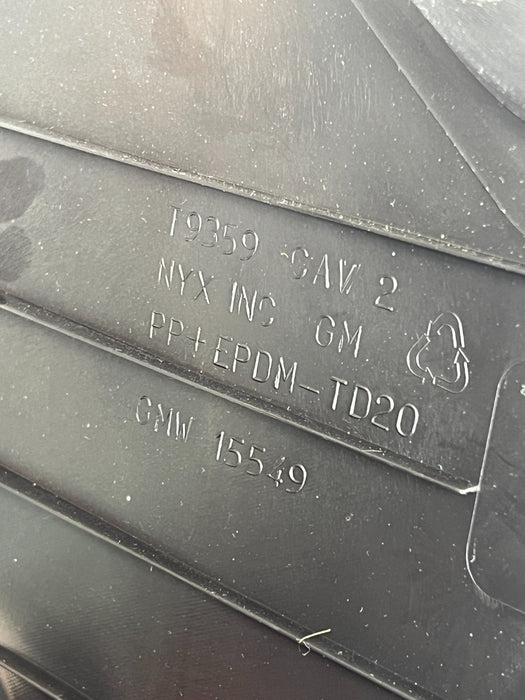 T9359 CAV 2
NYX INC GM
PP+EPDM-TD20
GMW 15549